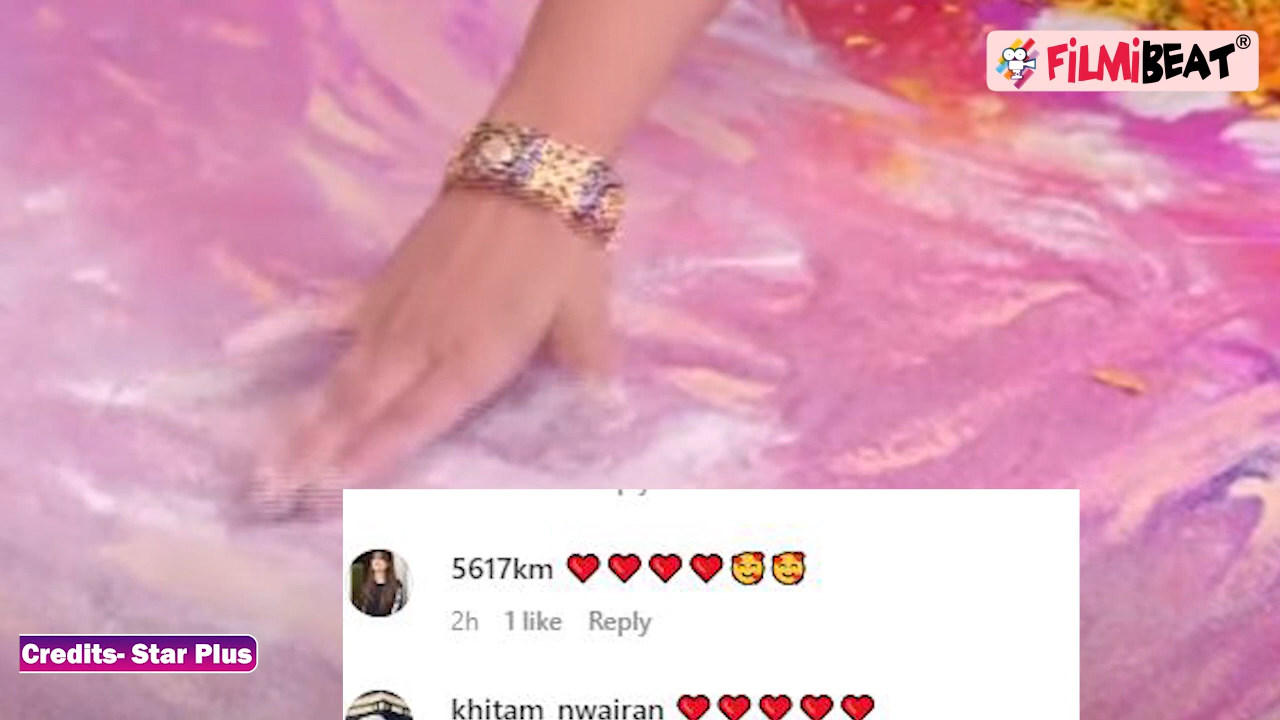 FiLMiBEAT®
5617km ❤❤❤❤🥰🥰
2h 1 like Reply
Credits- Star Plus
khitam_nwairan ❤❤❤❤❤